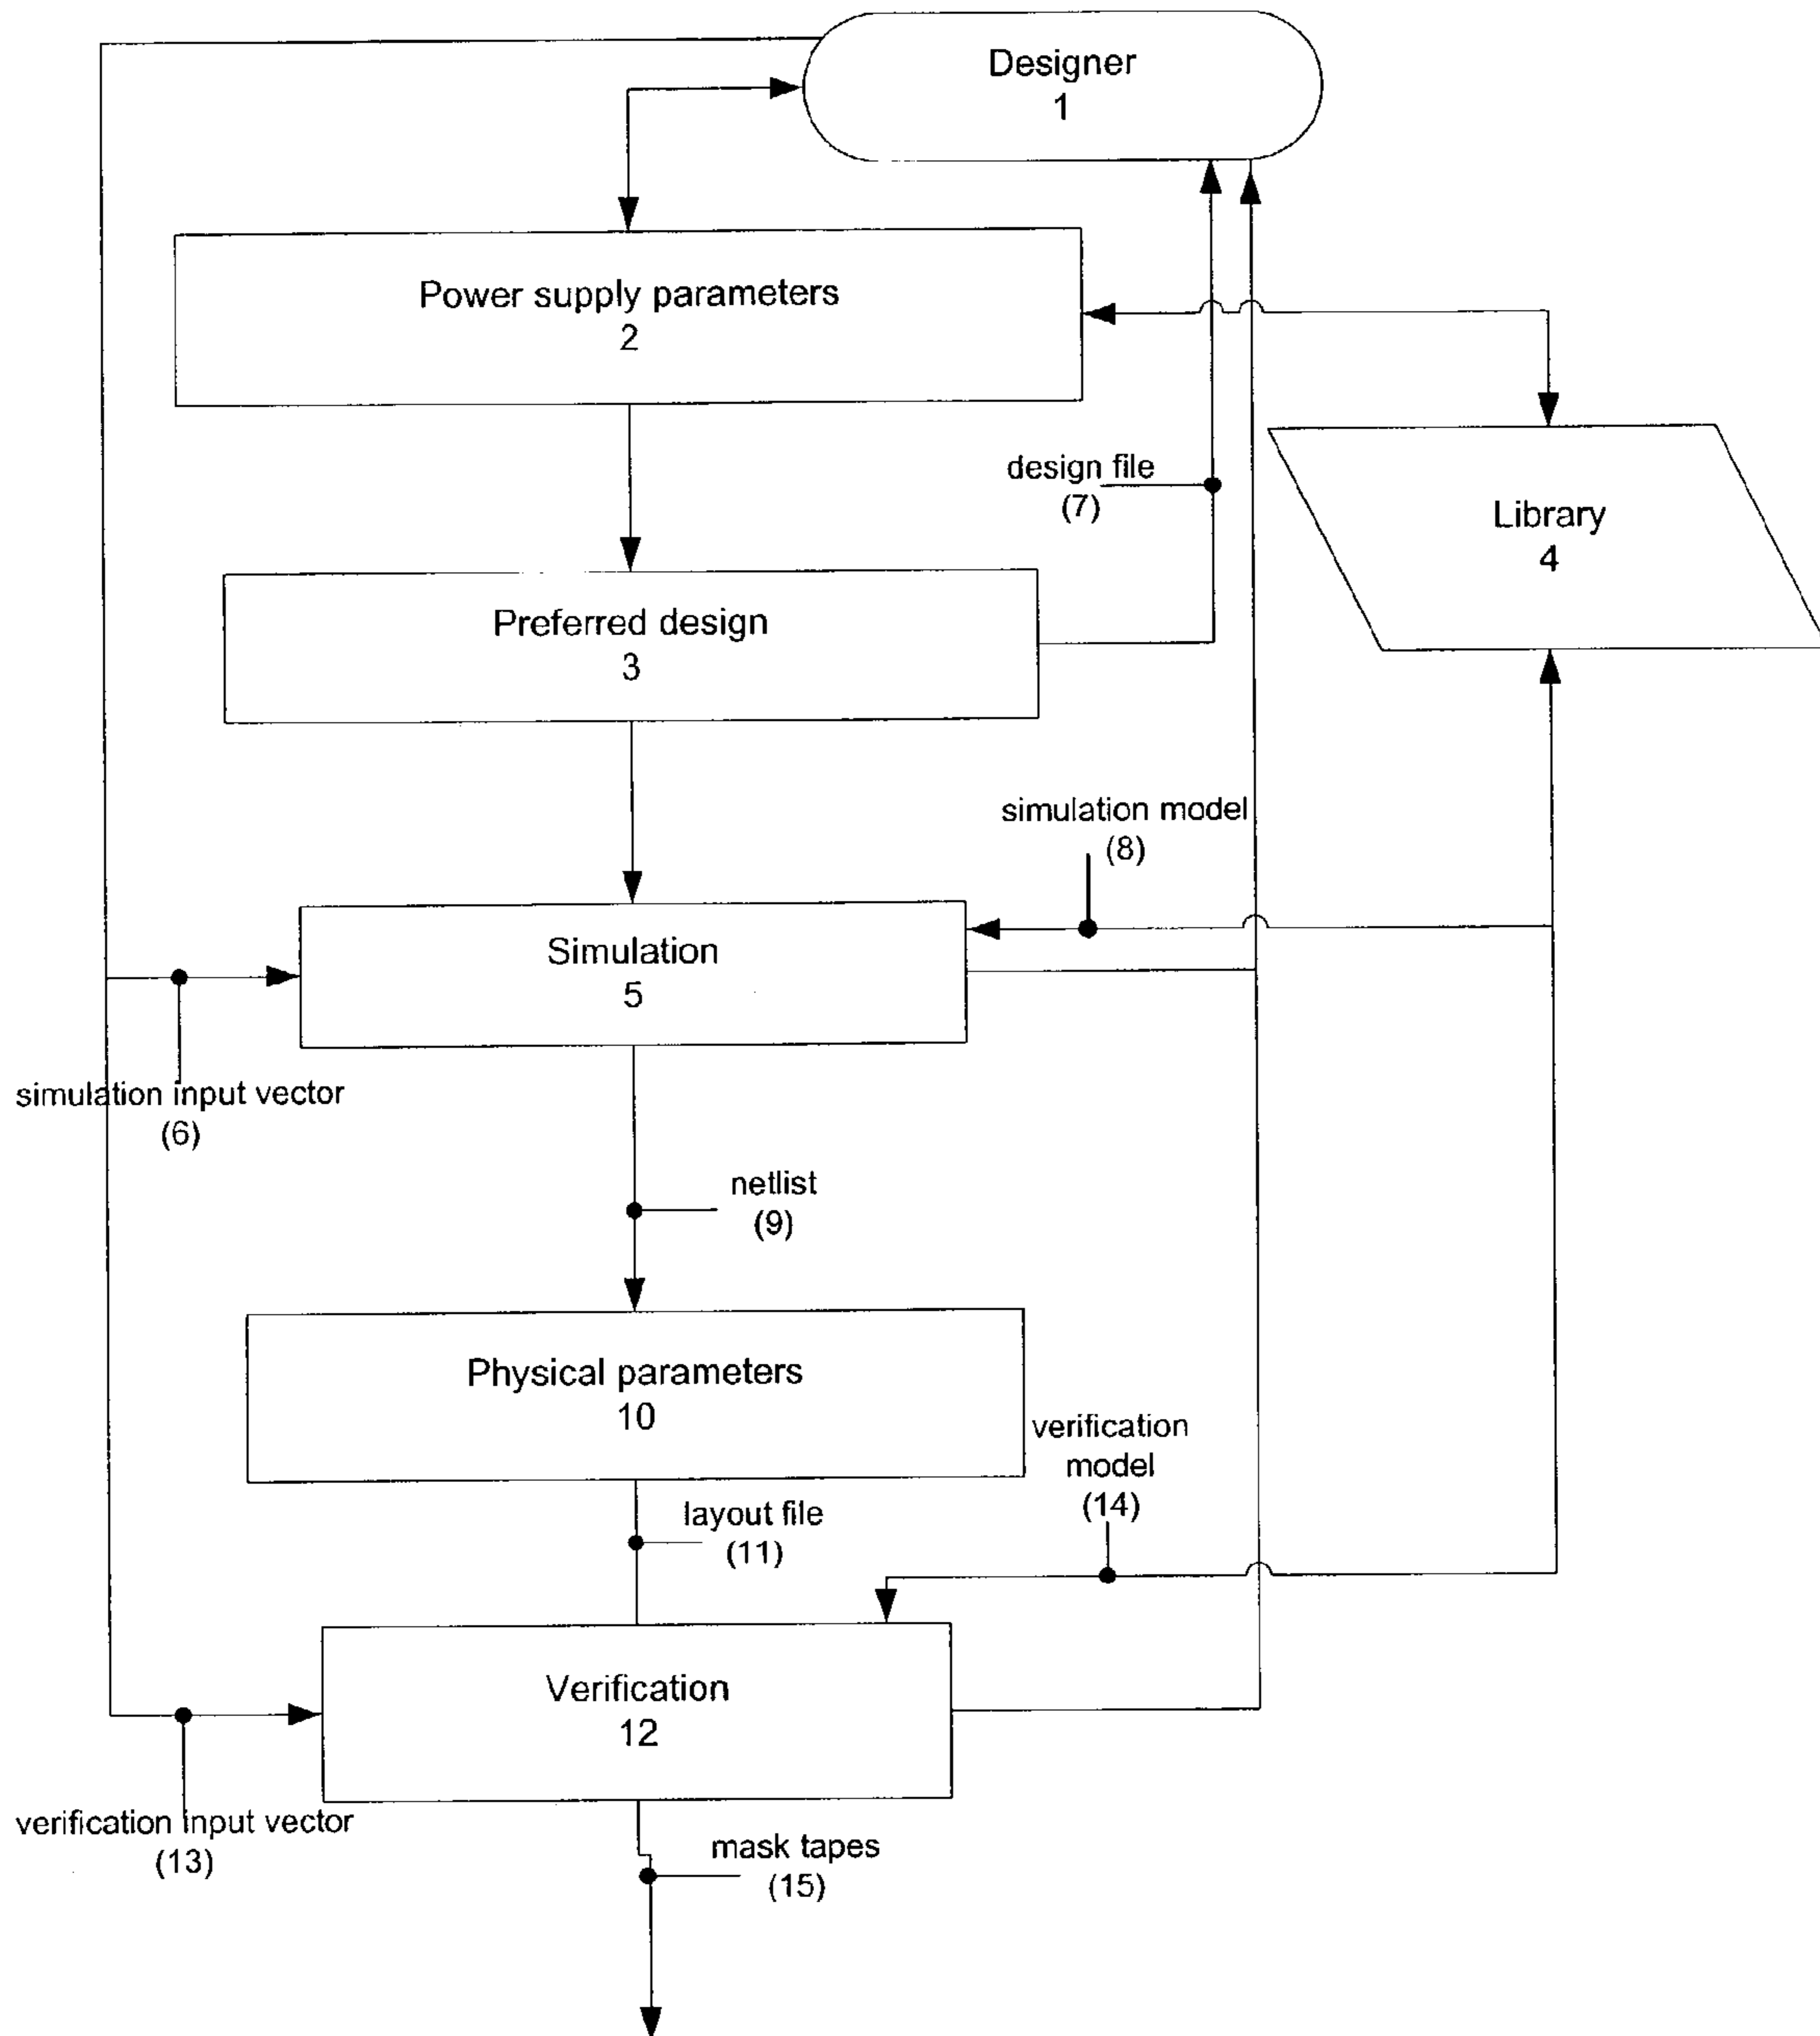 Designer
1
Power supply parameters
2
design file
(7)
Library
4
Preferred design
3
simulation model
(8)
Simulation
5
simulation input vector
(6)
netlist
(9)
Physical parameters
10
verification
model
(14)
layout file
(11)
Verification
12
verification input vector
(13)
mask tapes
(15)